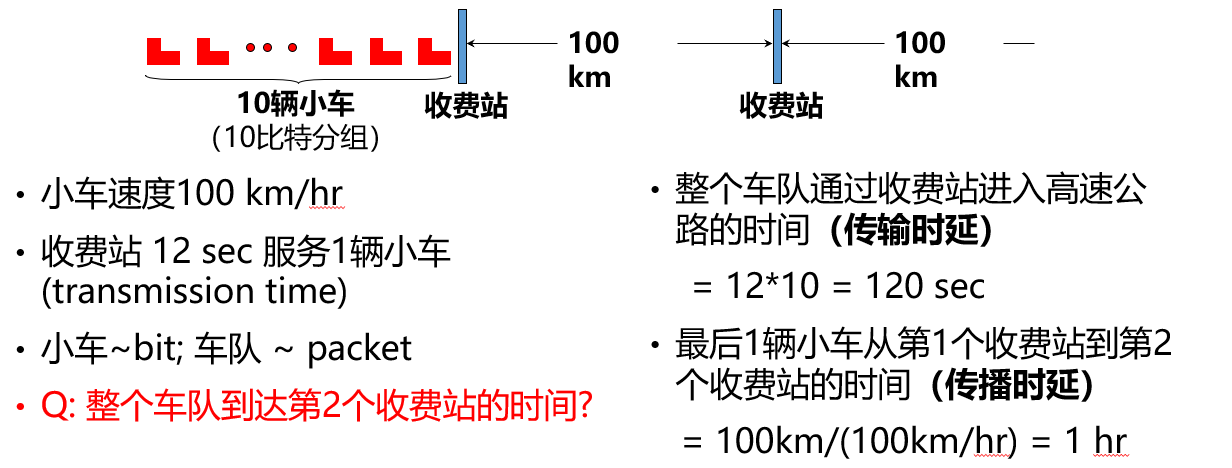 100
km
100
km
10辆小车
（10比特分组）
收费站
收费站
• 小车速度100 km/hr
• 收费站 12 sec 服务1辆小车
(transmission time)
• 小车~bit; 车队 ~ packet
• Q: 整个车队到达第2个收费站的时间?
• 整个车队通过收费站进入高速公
路的时间（传输时延）
= 12*10 = 120 sec
• 最后1辆小车从第1个收费站到第2
个收费站的时间（传播时延）
= 100km/(100km/hr) = 1 hr